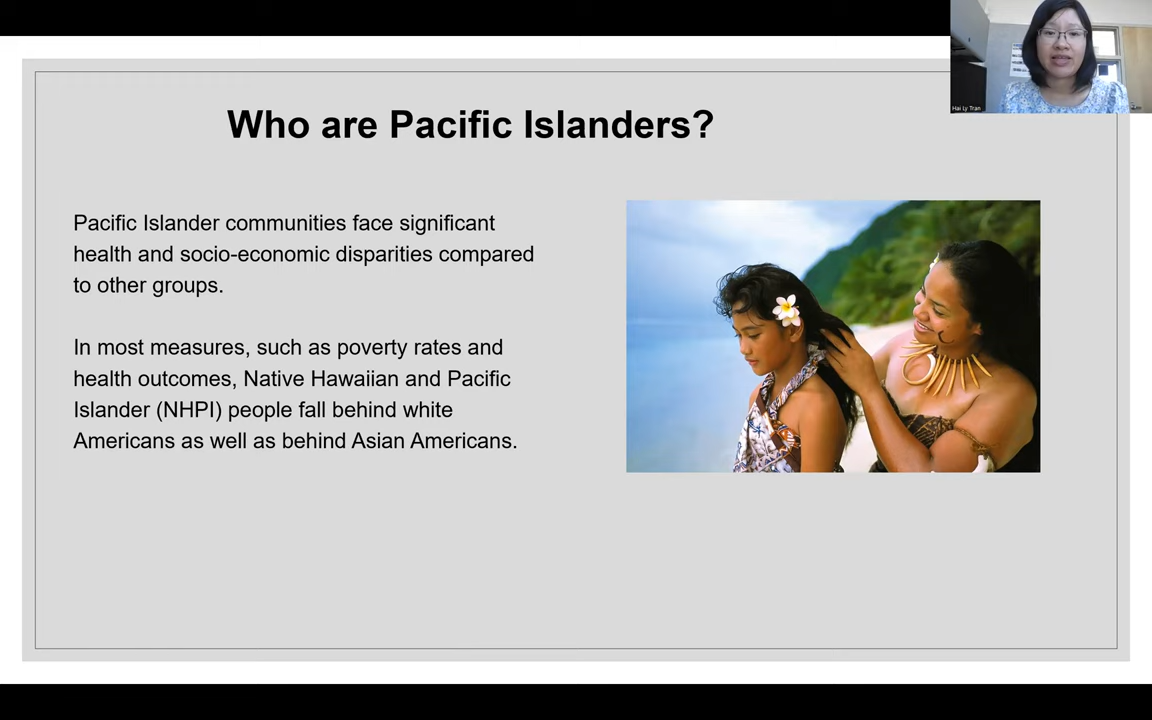 Hai Ly Tran
Who are Pacific Islanders?
Pacific Islander communities face significant
health and socio-economic disparities compared
to other groups.
In most measures, such as poverty rates and
health outcomes, Native Hawaiian and Pacific
Islander (NHPI) people fall behind white
Americans as well as behind Asian Americans.